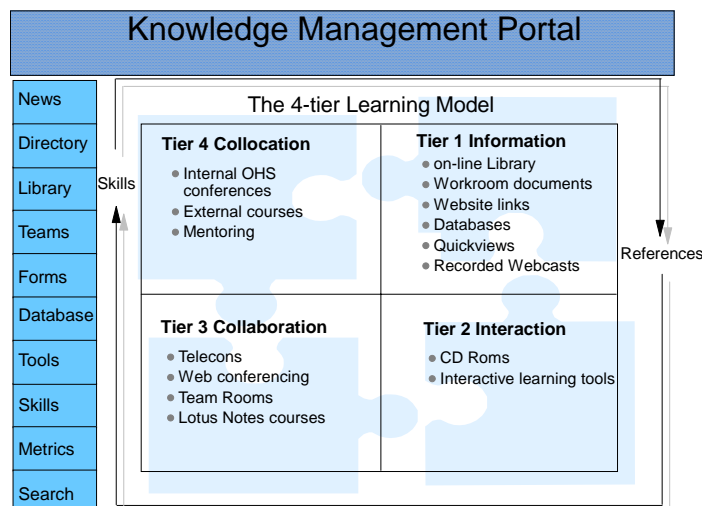 Knowledge Management Portal
News
Directory
Library
Teams
Forms
Database
Tools
Skills
Metrics
Search
Skills
The 4-tier Learning Model
Tier 4 Collocation
Internal OHS
conferences
External courses
Mentoring
Tier 1 Information
on-line Library
Workroom documents
Website links
Databases
Quickviews
Recorded Webcasts
References
Tier 3 Collaboration
Telecons
Web conferencing
Team Rooms
Lotus Notes courses
Tier 2 Interaction
CD Roms
Interactive learning tools